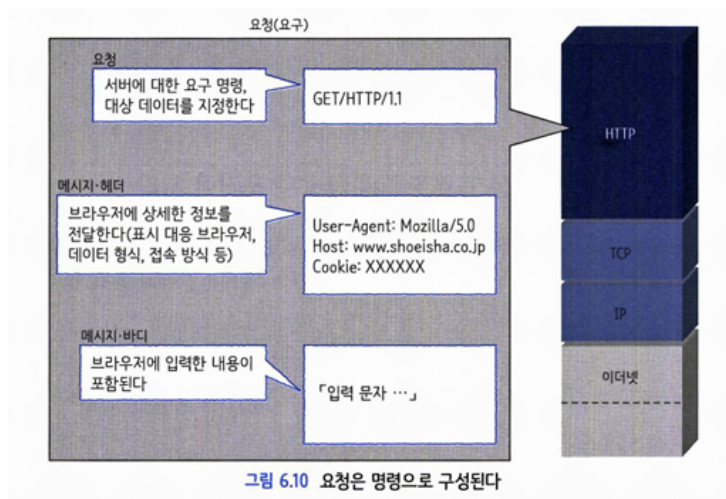 요청(요구)
요청
서버에 대한 요구 명령,
대상 데이터를 지정한다
GET/HTTP/1.1
HTTP
메시지·헤더
브라우저에 상세한 정보를
전달한다(표시 대응 브라우저,
데이터 형식, 접속 방식 등)
User-Agent: Mozilla/5.0
Host: www.shoeisha.co.jp
Cookie: XXXXXX
TCP
IP
메시지·바디
브라우저에 입력한 내용이
포함된다
「입력 문자 …」
이더넷
그림 6.10 요청은 명령으로 구성된다